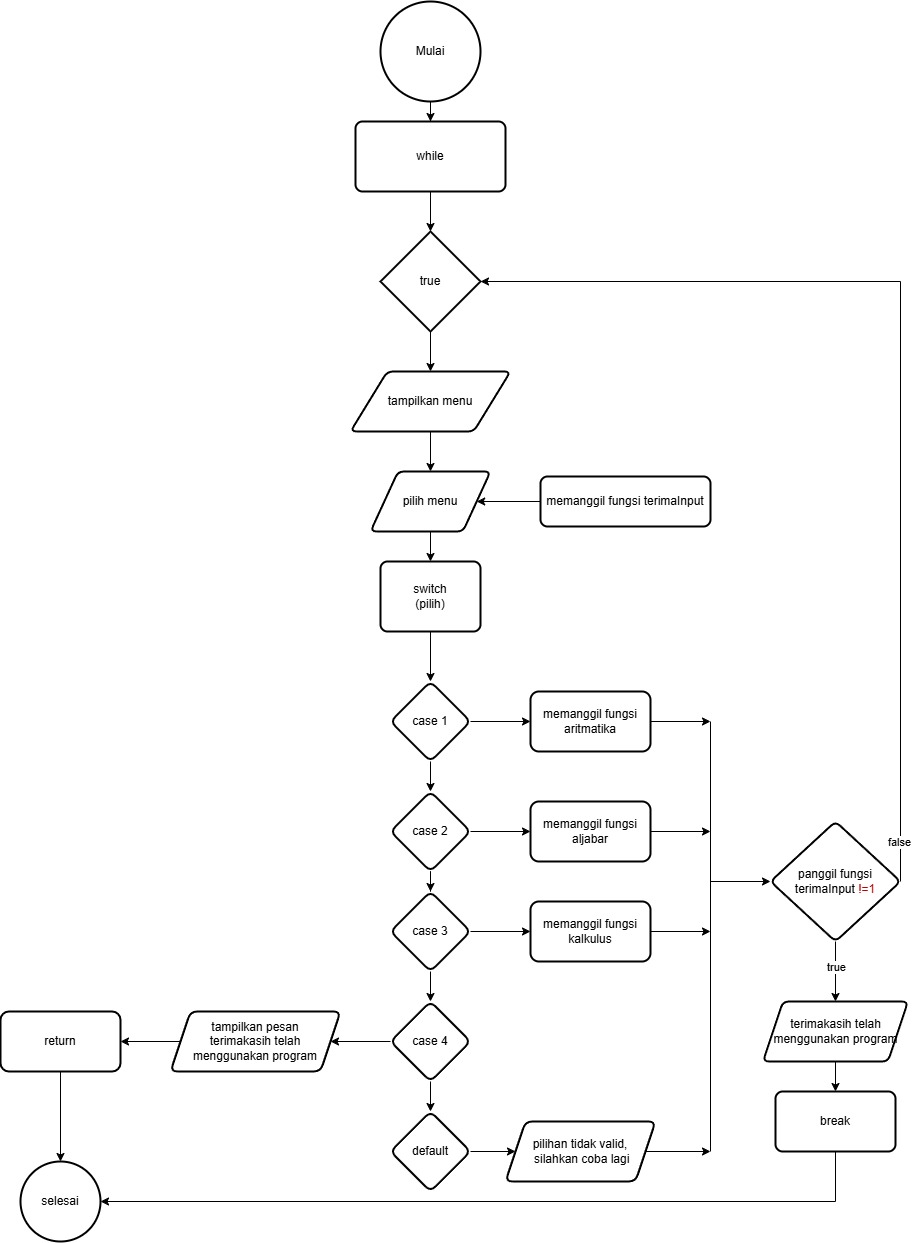 Mulai
while
true
tampilkan menu
pilih menu
memanggil fungsi terimaInput
switch
(pilih)
case 1
memanggil fungsi
aritmatika
case 2
memanggil fungsi
aljabar
false
panggil fungsi
terimaInput !=1
case 3
memanggil fungsi
kalkulus
true
return
tampilkan pesan
terimakasih telah
menggunakan program
case 4
terimakasih telah
menggunakan program
break
default
pilihan tidak valid,
silahkan coba lagi
selesai